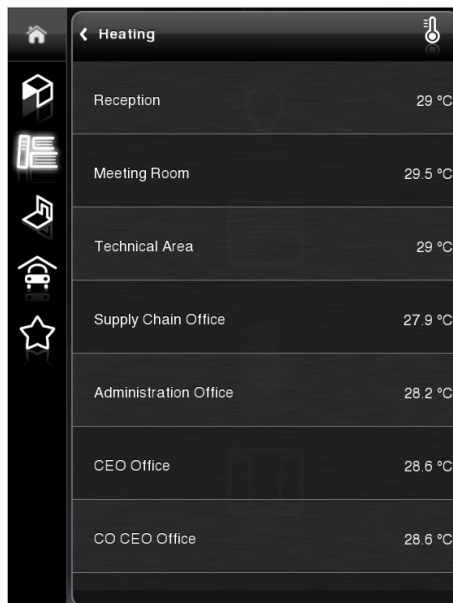 Heating
Reception 29 °C
Meeting Room 29.5 °C
Technical Area 29 °C
Supply Chain Office 27.9 °C
Administration Office 28.2 °C
CEO Office 28.6 °C
CO CEO Office 28.6 °C